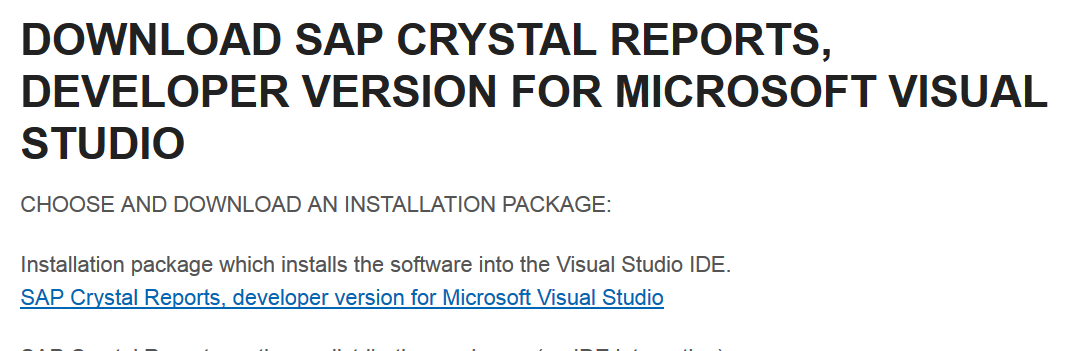 DOWNLOAD SAP CRYSTAL REPORTS,
DEVELOPER VERSION FOR MICROSOFT VISUAL
STUDIO
CHOOSE AND DOWNLOAD AN INSTALLATION PACKAGE:
Installation package which installs the software into the Visual Studio IDE.
SAP Crystal Reports, developer version for Microsoft Visual Studio